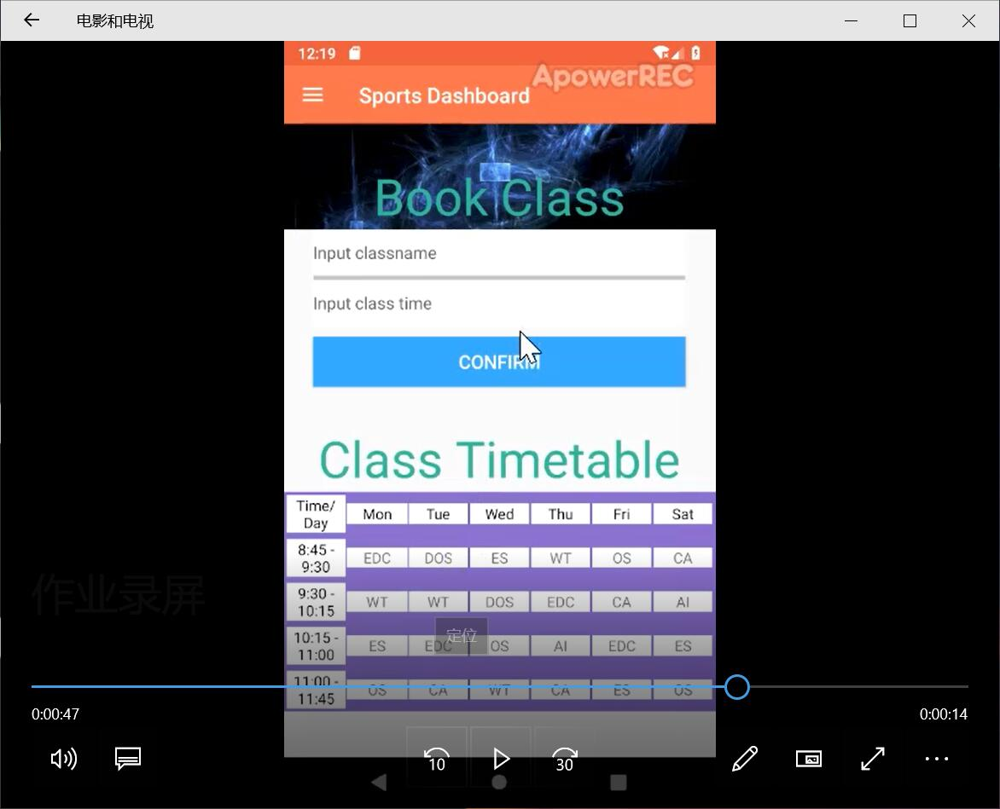 电影和电视
12:19
ApowerREC
Sports Dashboard
Book Class
Input classname
Input class time
CONFIRM
Class Timetable
Time/
Day
Mon Tue Wed Thu Fri Sat
8:45 -
9:30
EDC DOS ES WT OS CA
9:30 -
10:15
WT WT DOS EDC CA AI
作业录屏
10:15 -
11:00
ES EDC OS AI EDC ES
定位
11:00 -
11:45
OS CA WT CA ES OS
0:00:47
0:00:14
10
30